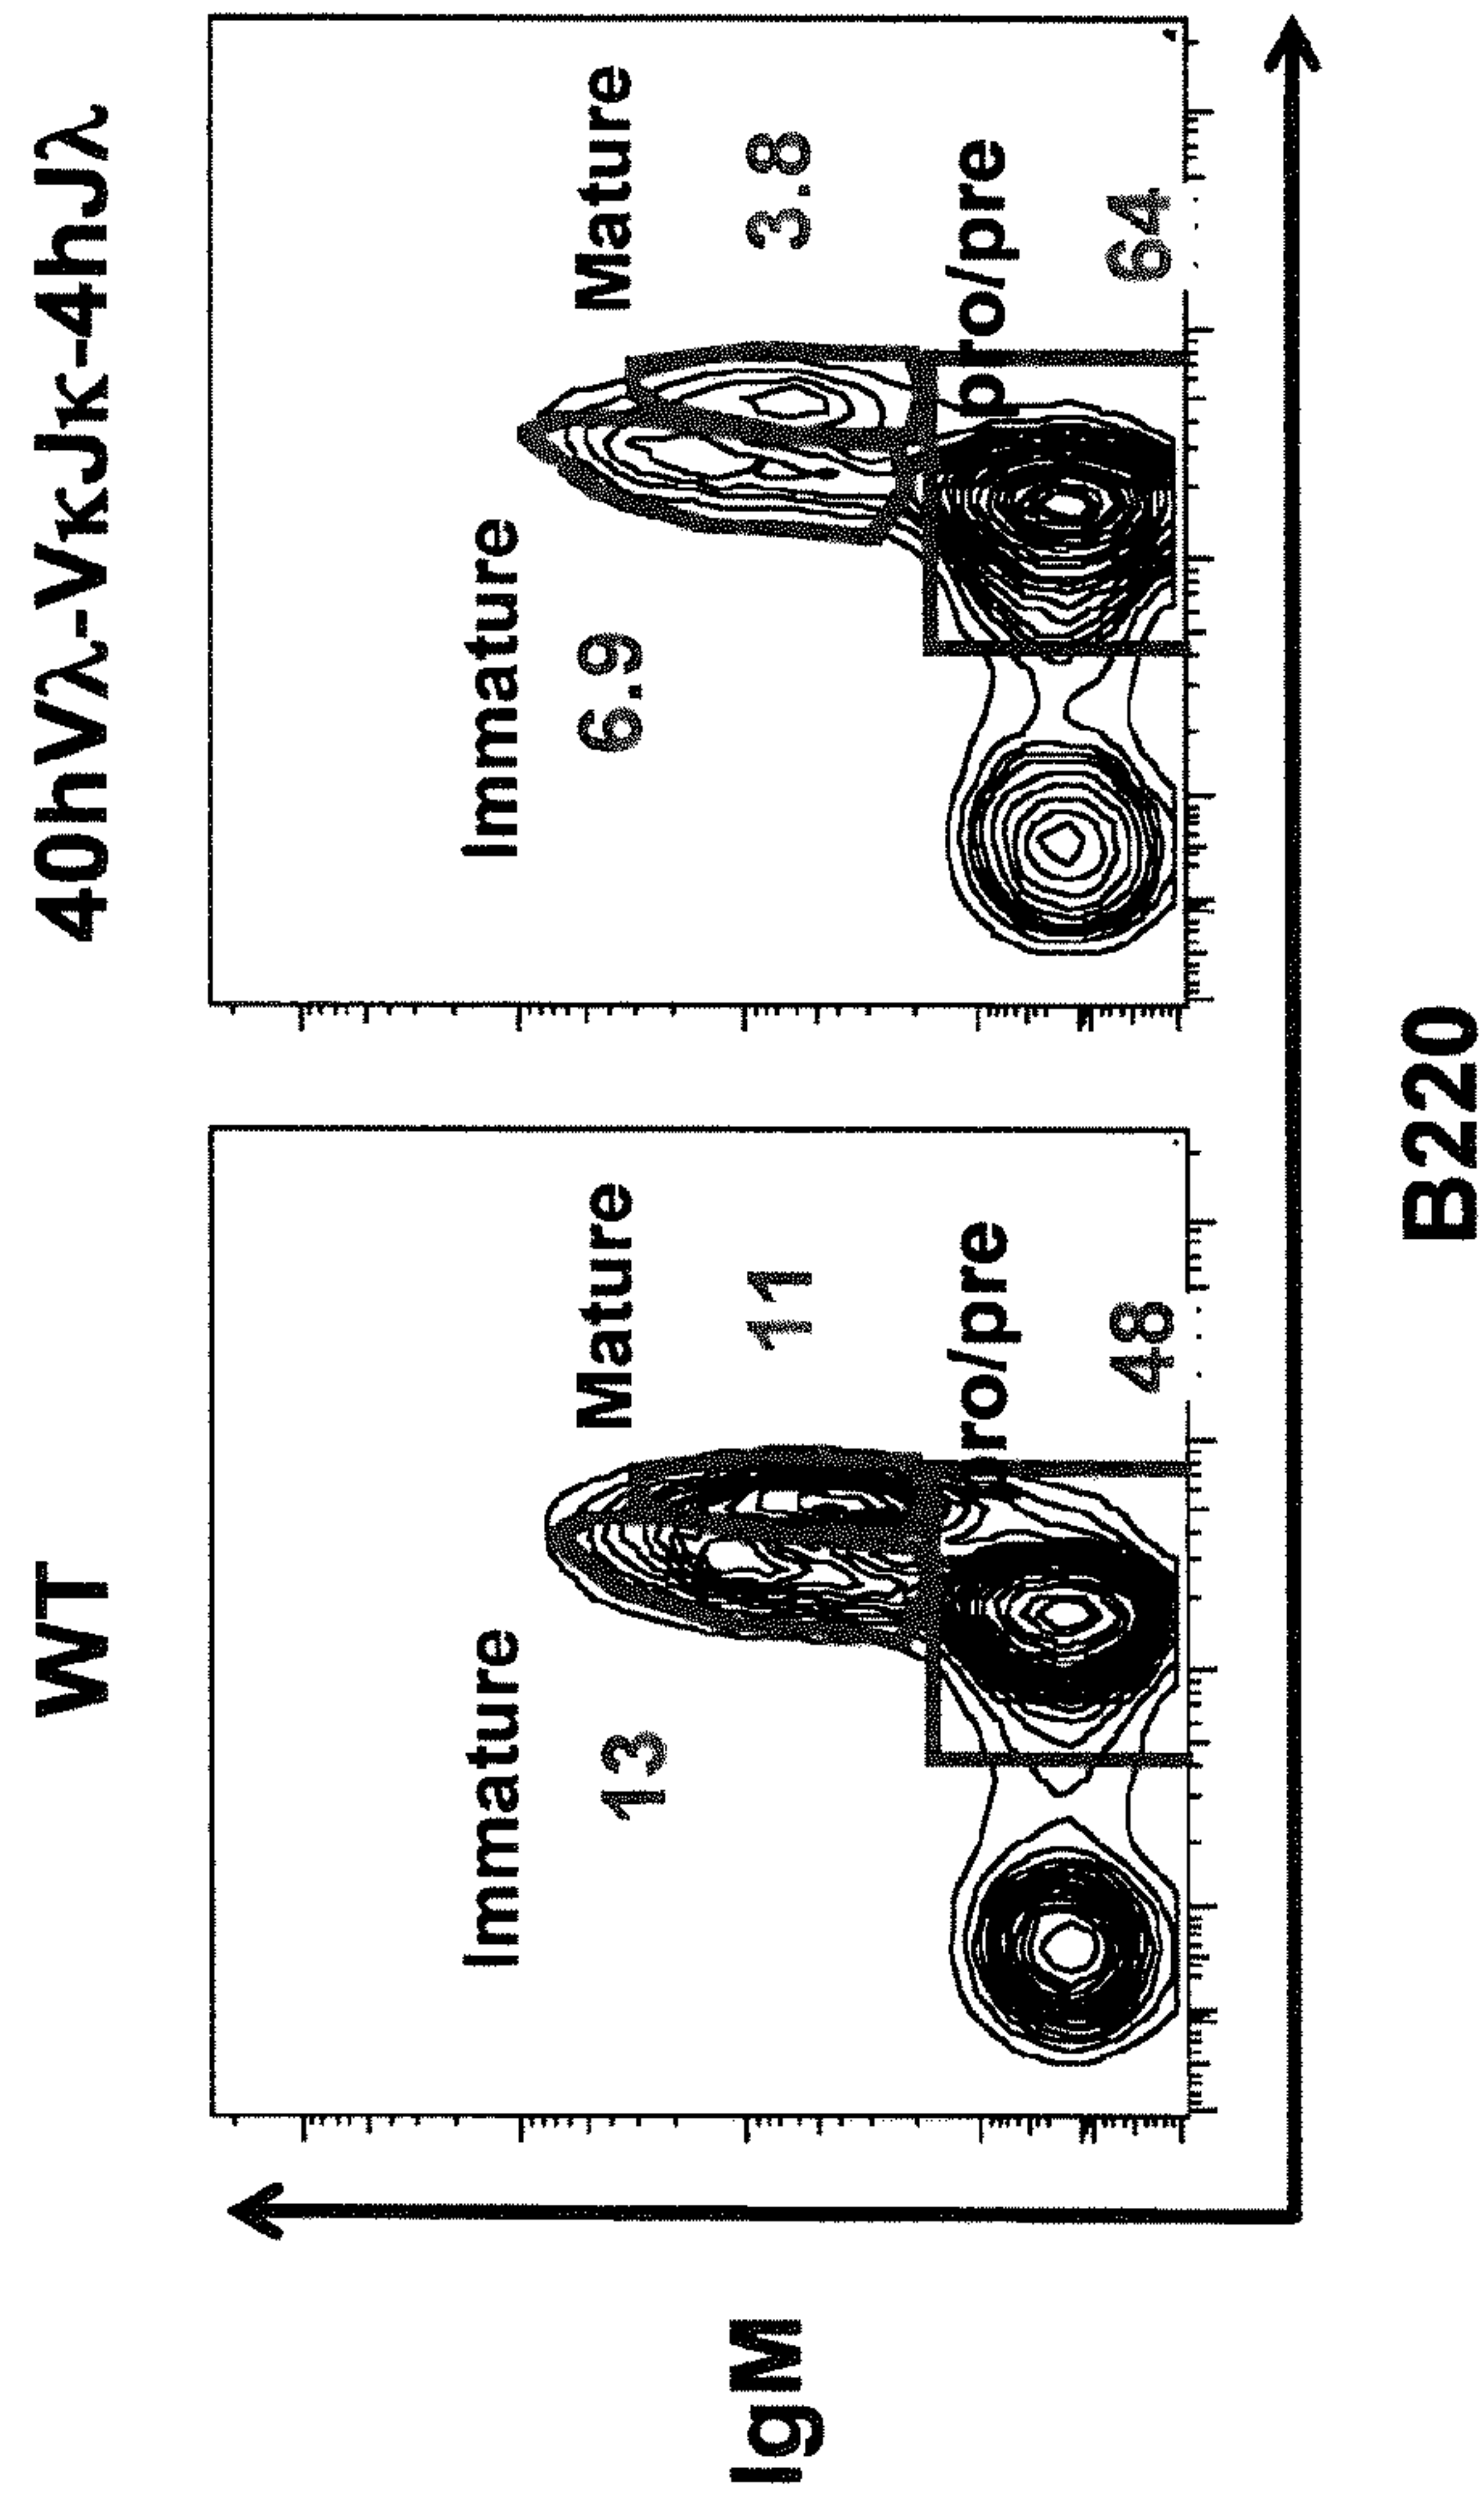 WT
40hVλ-VκJκ-4hJλ
IgM
Immature
13
Mature
11
pro/pre
48
Immature
6.9
Mature
3.8
pro/pre
64
B220